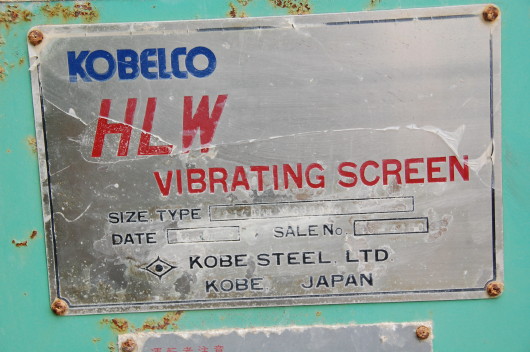 KOBELCO
HLW
VIBRATING SCREEN
SIZE, TYPE
DATE SALE No.
KOBE STEEL, LTD
KOBE, JAPAN